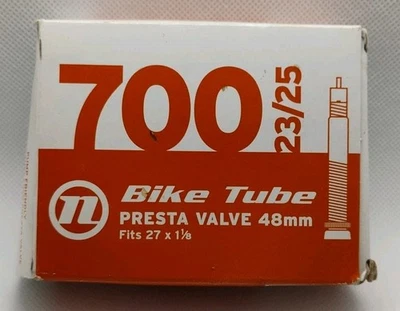 700
23/25
n
Bike Tube
PRESTA VALVE 48mm
Fits 27 x 1⅛